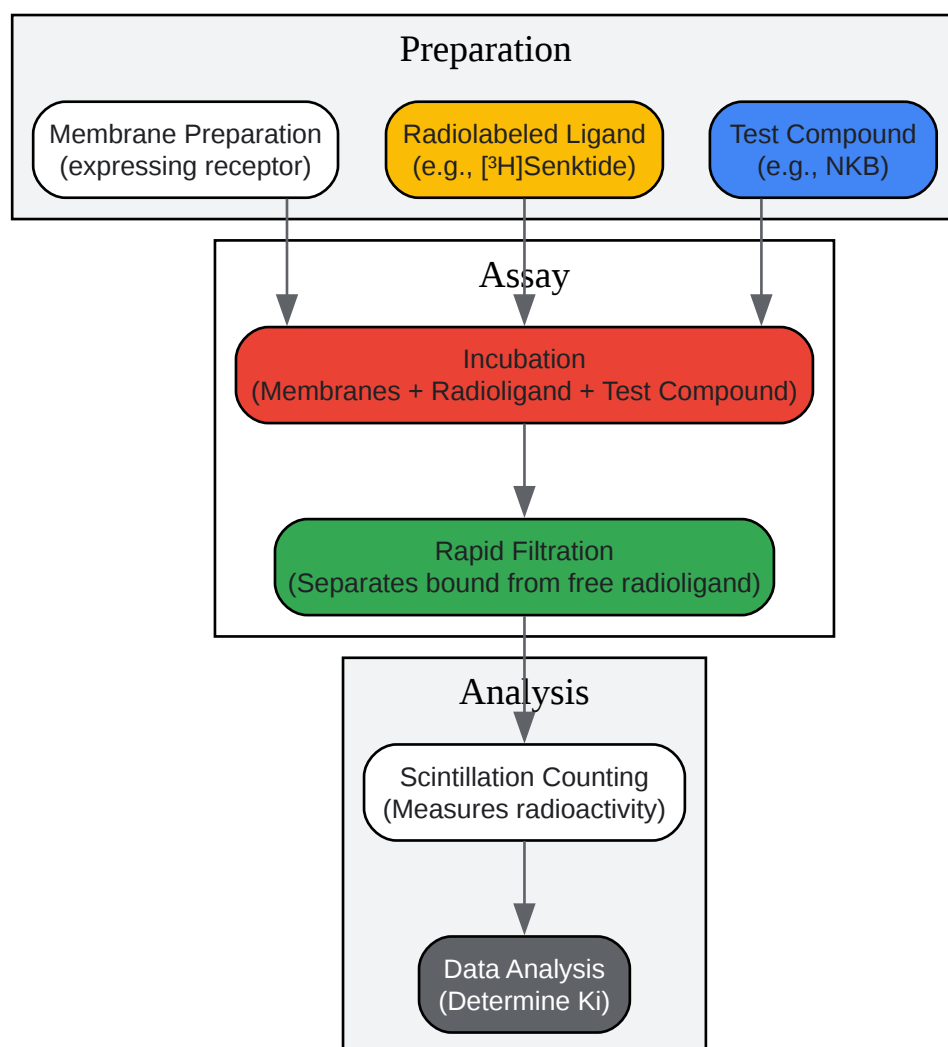 Preparation
Membrane Preparation
(expressing receptor)
Radiolabeled Ligand
(e.g., [³H]Senktide)
Test Compound
(e.g., NKB)
Assay
Incubation
(Membranes + Radioligand + Test Compound)
Rapid Filtration
(Separates bound from free radioligand)
Analysis
Scintillation Counting
(Measures radioactivity)
Data Analysis
(Determine Ki)